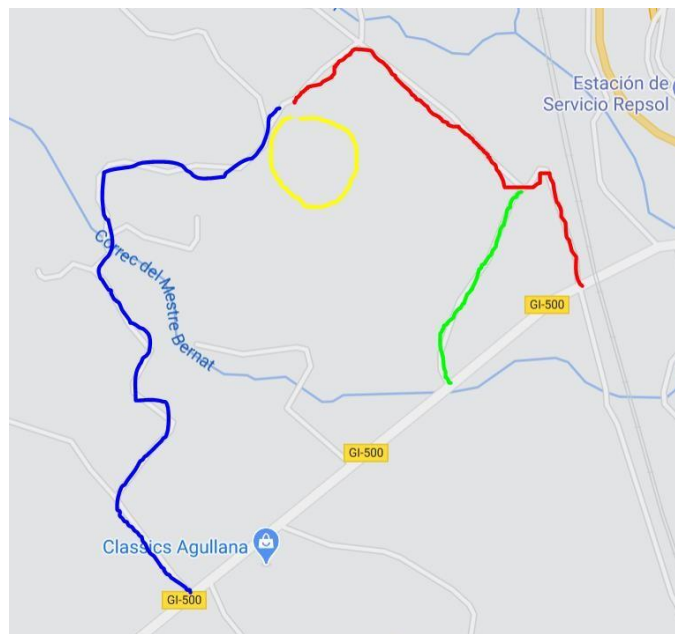 Estación de
Servicio Repsol
Correc del Mestre Bernat
GI-500
GI-500
Classics Agullana
GI-500